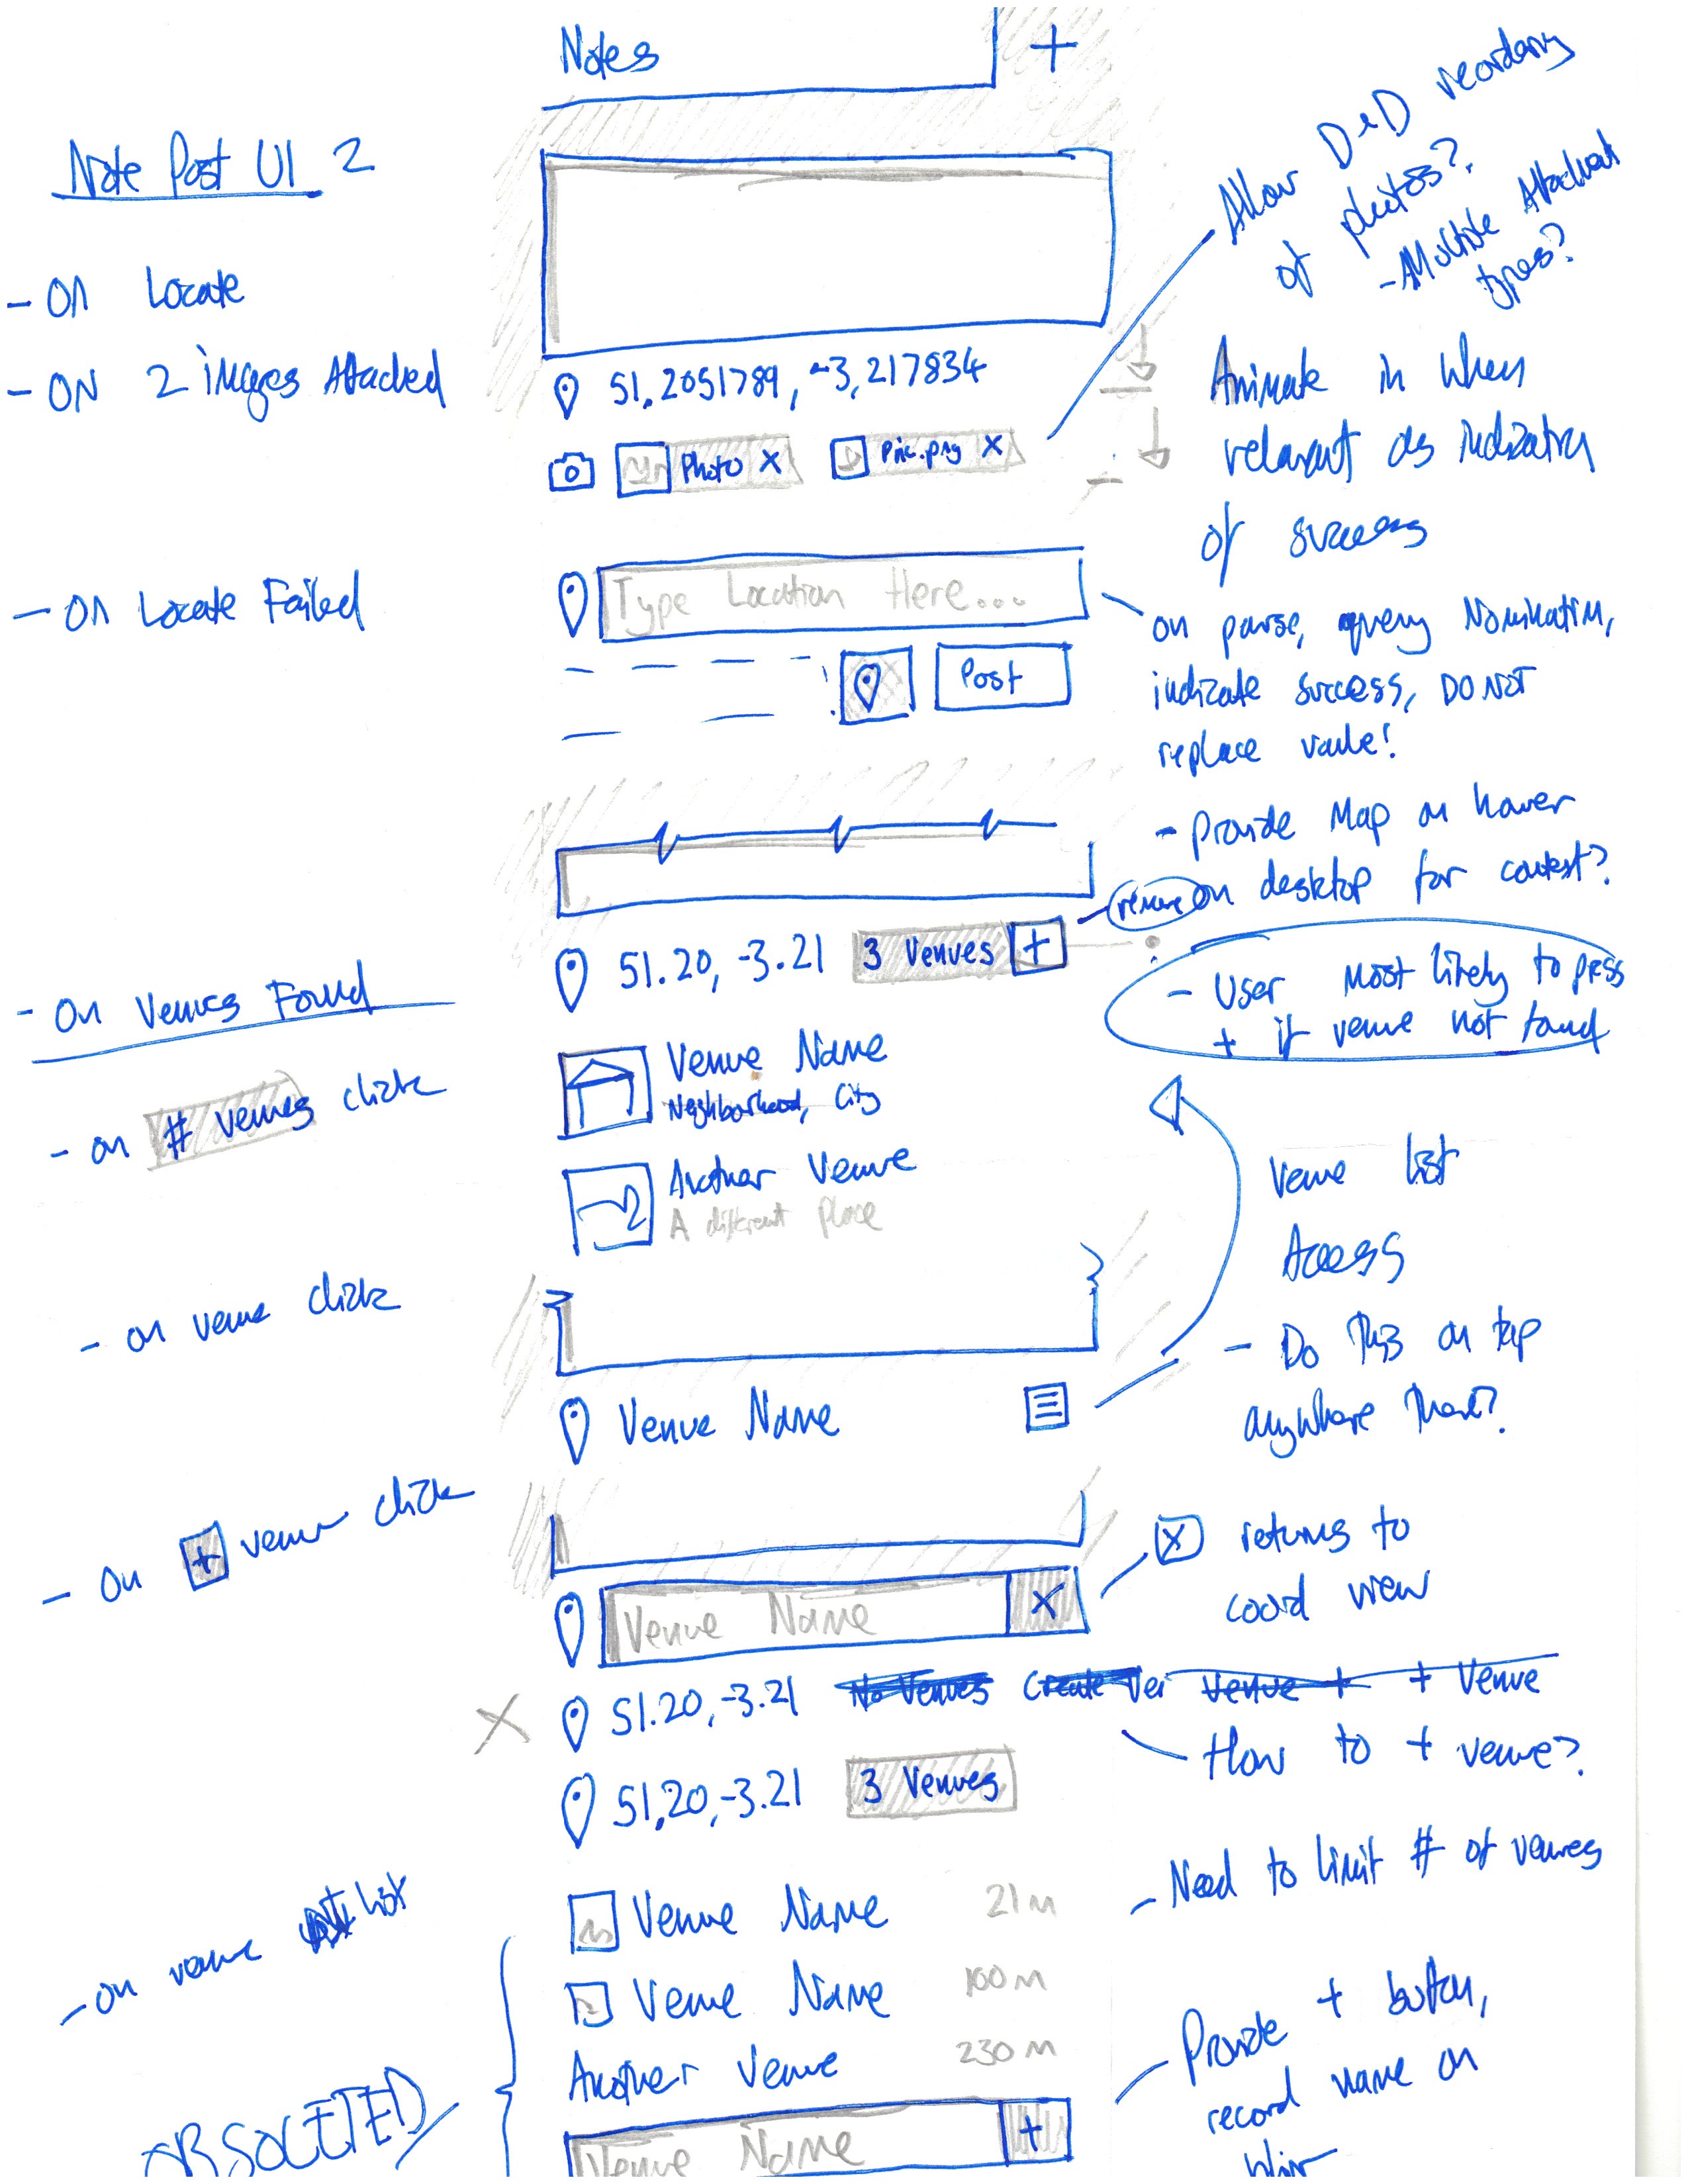 Notes
+
Note Post UI 2
- On Locate
- ON 2 images Attached
51.2051789, -3.217834
Photo X
Pic.png X
Allow D&D reordering
of photos?
- Multiple Attachment
types?
Animate in when
relevant as indication
of success
- On Locate Failed
Type Location Here...
Post
on parse, query Nominatim,
indicate success, DO NOT
replace value!
- Provide Map on hover
on desktop for context?
- On Venues Found
51.20, -3.21 3 Venues +
- User most likely to press
+ if venue not found
- on # venues click
Venue Name
Neighborhood, City
Another Venue
A different place
Venue list
Access
- Do this on tap
anywhere there?
- on venue click
Venue Name
- On + venue click
Venue Name X
X returns to
coord view
X 51.20, -3.21 No Venues Create Ven Venue + + Venue
- How to + venue?
51.20, -3.21 3 Venues
- on venue list
- Need to limit # of venues
Venue Name 21m
Venue Name 100m
Another Venue 230m
Venue Name +
OBSOLETED
- Provide + button,
record name on
blur